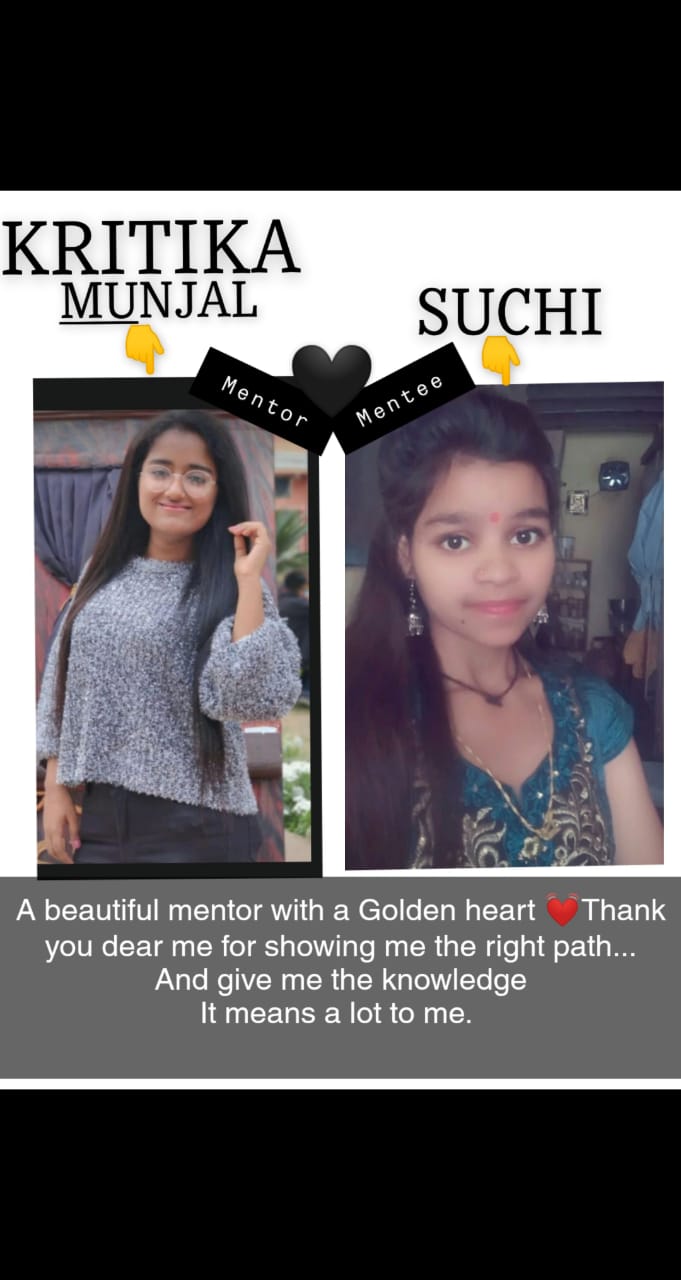 KRITIKA
MUNJAL
SUCHI
Mentor
Mentee
A beautiful mentor with a Golden heart 💓Thank
you dear me for showing me the right path...
And give me the knowledge
It means a lot to me.